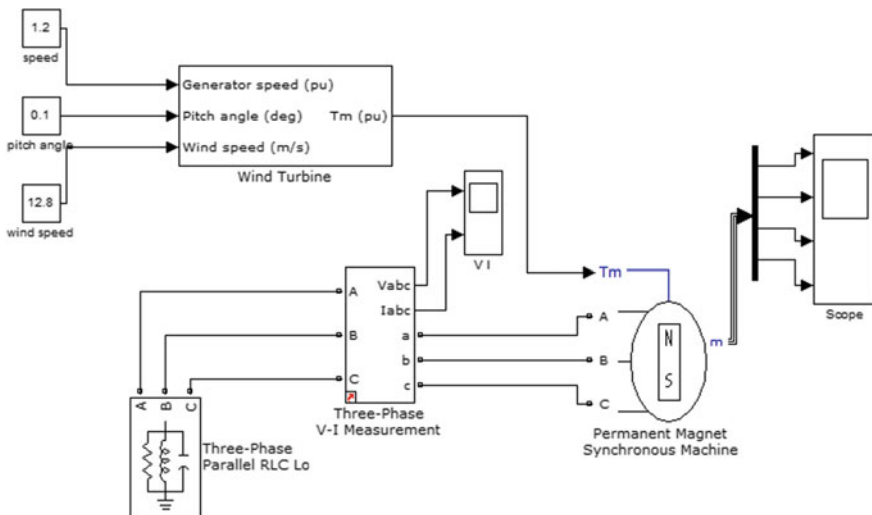 1.2
speed
Generator speed (pu)
0.1
Pitch angle (deg)
Tm (pu)
pitch angle
Wind speed (m/s)
Wind Turbine
12.8
wind speed
V I
Scope
Tm
Vabc
A
Iabc
A
B
a
m
N
b
B
C
c
S
C
Three-Phase
V-I Measurement
A
B
C
Permanent Magnet
Synchronous Machine
Three-Phase
Parallel RLC Lo